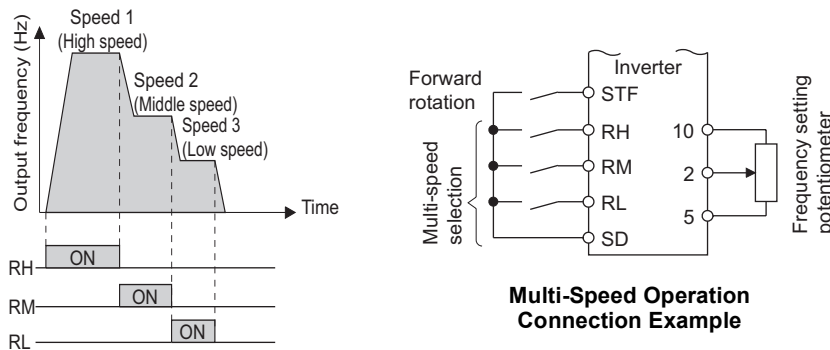 Output frequency (Hz)
Speed 1
(High speed)
Speed 2
(Middle speed)
Speed 3
(Low speed)
Time
RH
ON
RM
ON
RL
ON
Inverter
Forward
rotation
Multi-speed
selection
STF
RH
RM
RL
SD
10
2
5
Frequency setting
potentiometer
Multi-Speed Operation
Connection Example